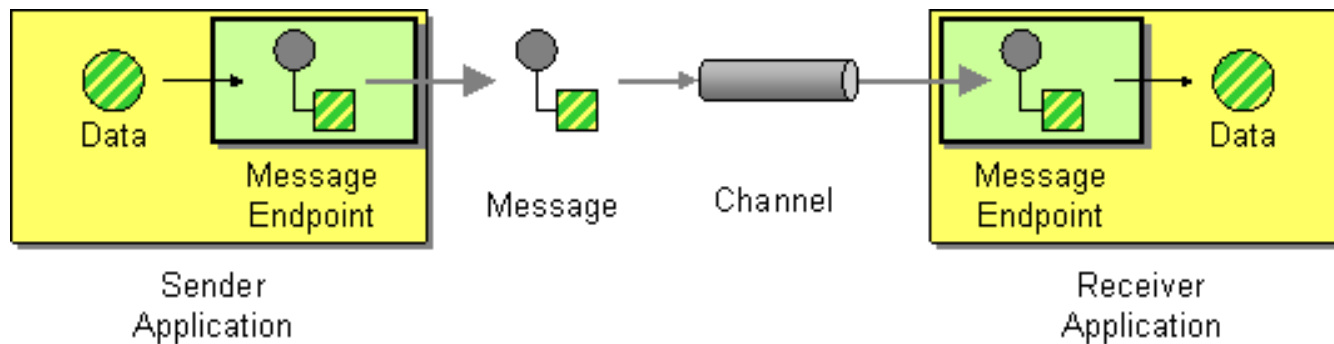 Data
Message
Endpoint
Message
Channel
Message
Endpoint
Data
Sender
Application
Receiver
Application